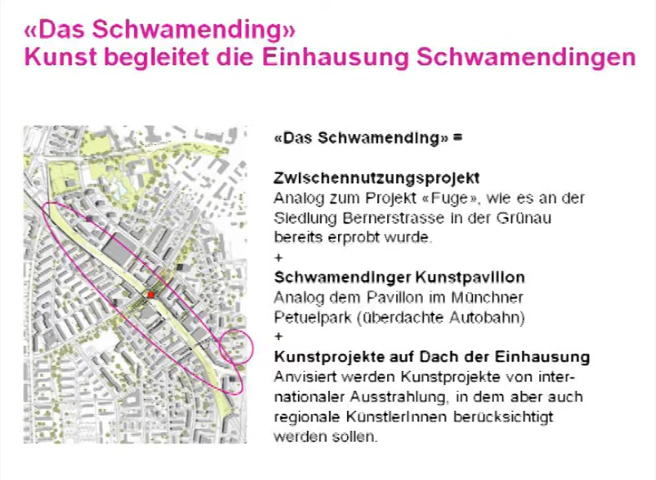 «Das Schwamending»
Kunst begleitet die Einhausung Schwamendingen
«Das Schwamending» =
Zwischennutzungsprojekt
Analog zum Projekt «Fuge», wie es an der
Siedlung Bernerstrasse in der Grünau
bereits erprobt wurde.
+
Schwamendinger Kunstpavillon
Analog dem Pavillon im Münchner
Petuelpark (überdachte Autobahn)
+
Kunstprojekte auf Dach der Einhausung
Anvisiert werden Kunstprojekte von inter-
nationaler Ausstrahlung, in dem aber auch
regionale KünstlerInnen berücksichtigt
werden sollen.